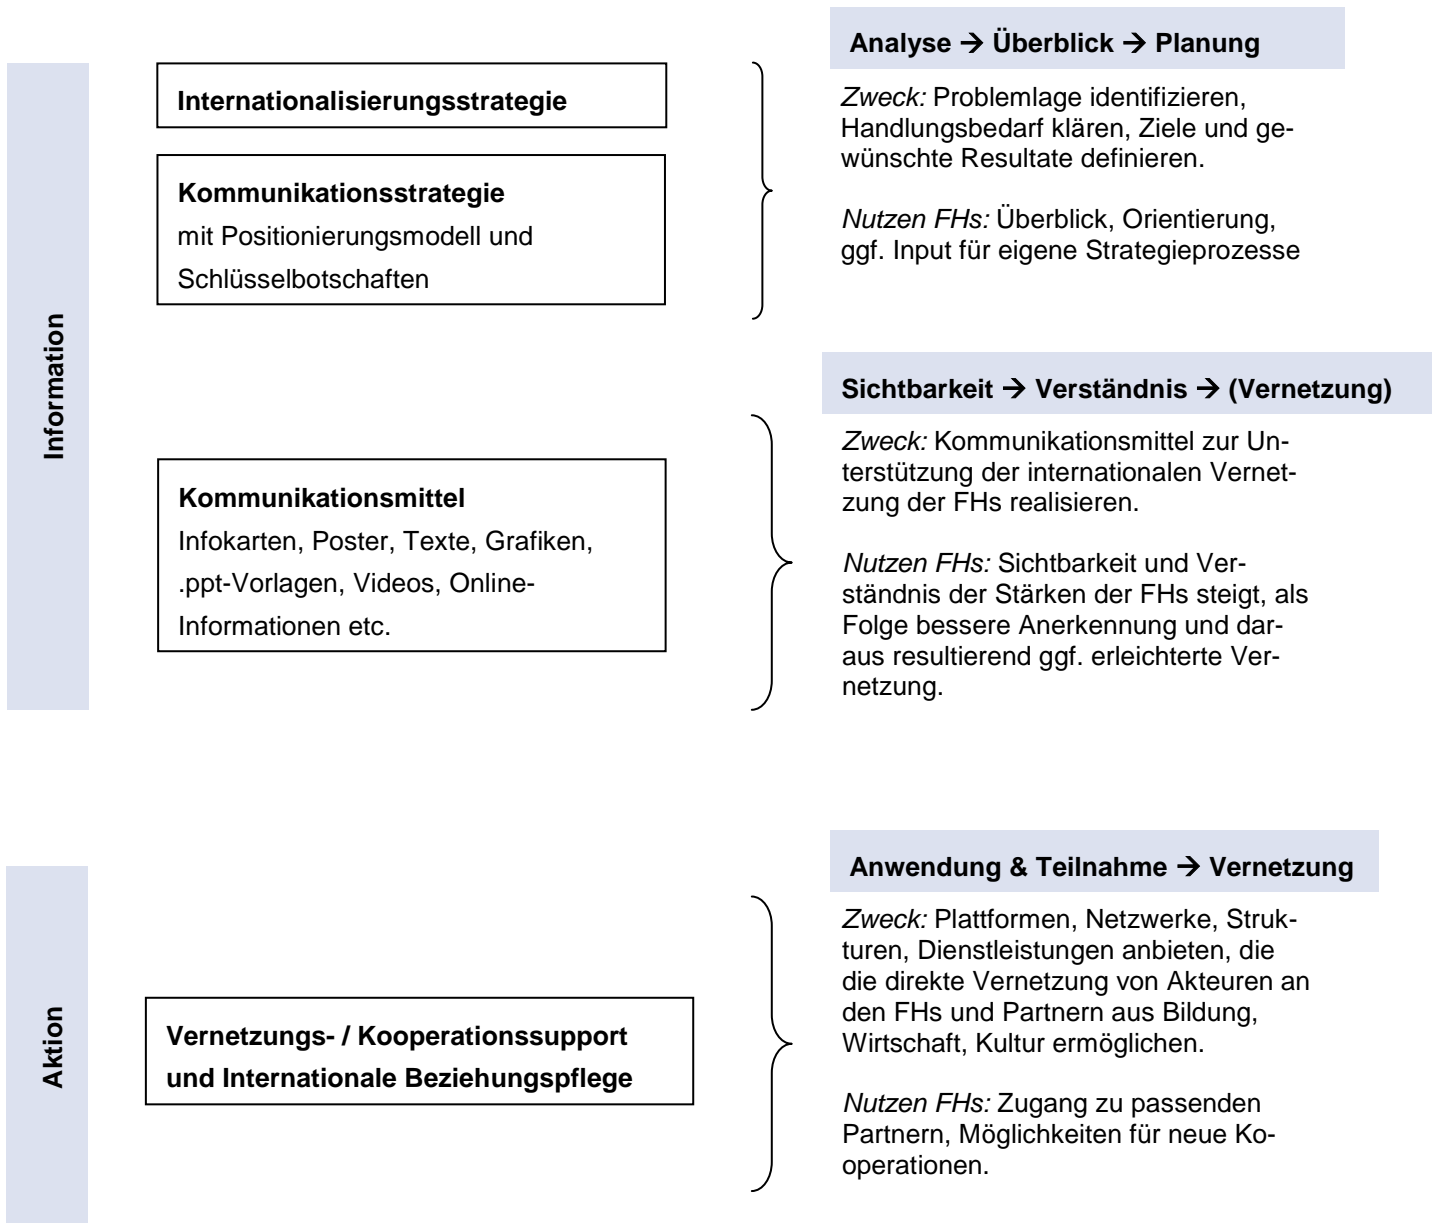 Information
Internationalisierungsstrategie
Kommunikationsstrategie
mit Positionierungsmodell und
Schlüsselbotschaften
Analyse → Überblick → Planung
Zweck: Problemlage identifizieren,
Handlungsbedarf klären, Ziele und ge-
wünschte Resultate definieren.
Nutzen FHs: Überblick, Orientierung,
ggf. Input für eigene Strategieprozesse
Kommunikationsmittel
Infokarten, Poster, Texte, Grafiken,
.ppt-Vorlagen, Videos, Online-
Informationen etc.
Sichtbarkeit → Verständnis → (Vernetzung)
Zweck: Kommunikationsmittel zur Un-
terstützung der internationalen Vernet-
zung der FHs realisieren.
Nutzen FHs: Sichtbarkeit und Ver-
ständnis der Stärken der FHs steigt, als
Folge bessere Anerkennung und dar-
aus resultierend ggf. erleichterte Ver-
netzung.
Aktion
Vernetzungs- / Kooperationssupport
und Internationale Beziehungspflege
Anwendung & Teilnahme → Vernetzung
Zweck: Plattformen, Netzwerke, Struk-
turen, Dienstleistungen anbieten, die
die direkte Vernetzung von Akteuren an
den FHs und Partnern aus Bildung,
Wirtschaft, Kultur ermöglichen.
Nutzen FHs: Zugang zu passenden
Partnern, Möglichkeiten für neue Ko-
operationen.